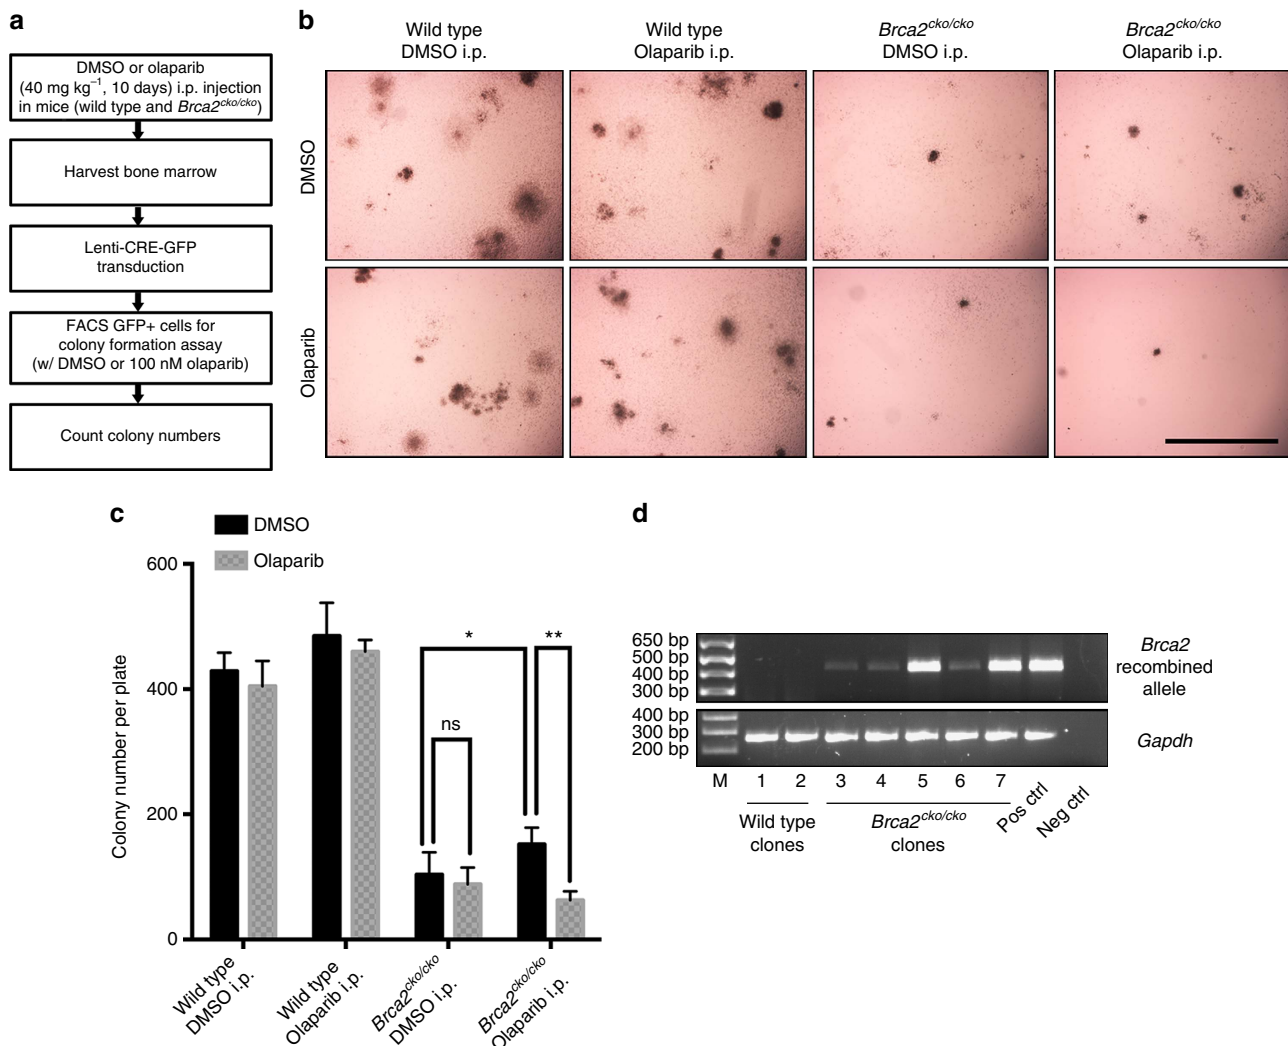 a
DMSO or olaparib
(40 mg kg⁻¹, 10 days) i.p. injection
in mice (wild type and Brca2cko/cko)
Harvest bone marrow
Lenti-CRE-GFP
transduction
FACS GFP+ cells for
colony formation assay
(w/ DMSO or 100 nM olaparib)
Count colony numbers
b
Wild type
DMSO i.p.
Wild type
Olaparib i.p.
Brca2cko/cko
DMSO i.p.
Brca2cko/cko
Olaparib i.p.
DMSO
Olaparib
c
DMSO
Olaparib
Colony number per plate
600
400
200
0
ns
*
**
Wild type
DMSO i.p.
Wild type
Olaparib i.p.
Brca2cko/cko
DMSO i.p.
Brca2cko/cko
Olaparib i.p.
d
650 bp
500 bp
400 bp
300 bp
Brca2
recombined
allele
400 bp
300 bp
200 bp
Gapdh
M 1 2 3 4 5 6 7 Pos ctrl Neg ctrl
Wild type
clones
Brca2cko/cko
clones